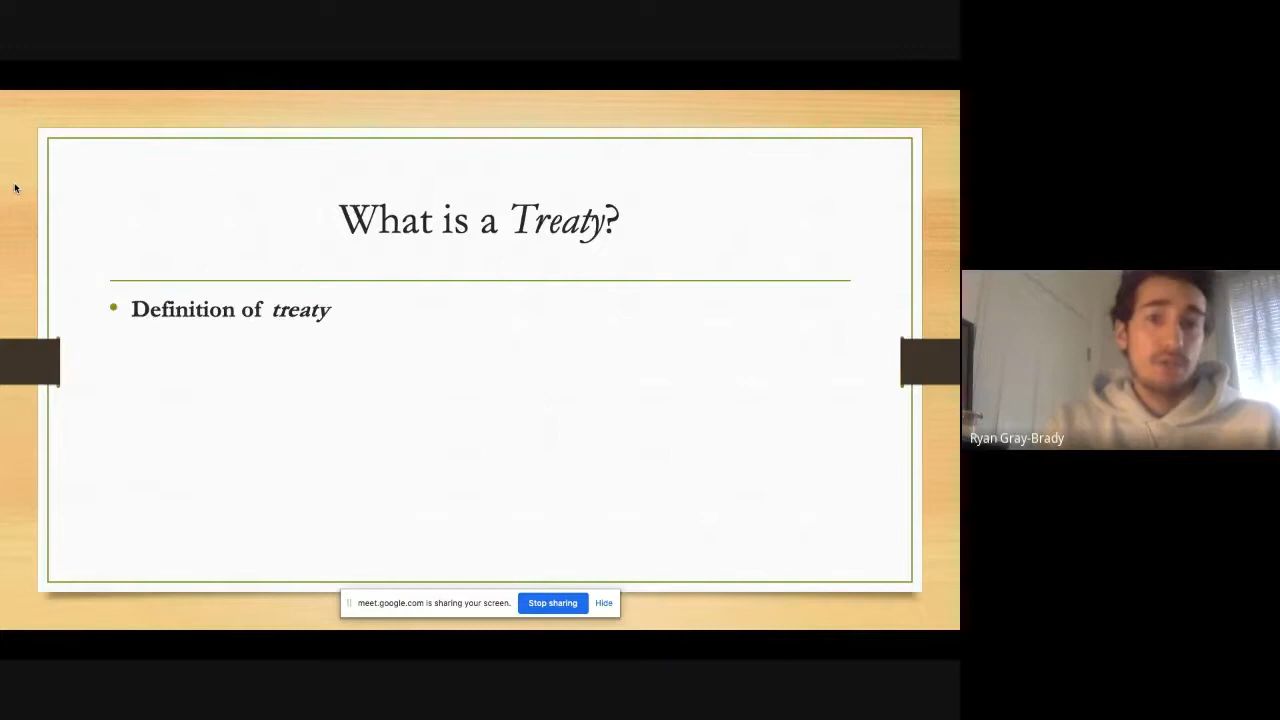 What is a Treaty?
Definition of treaty
meet.google.com is sharing your screen. Stop sharing Hide
Ryan Gray-Brady